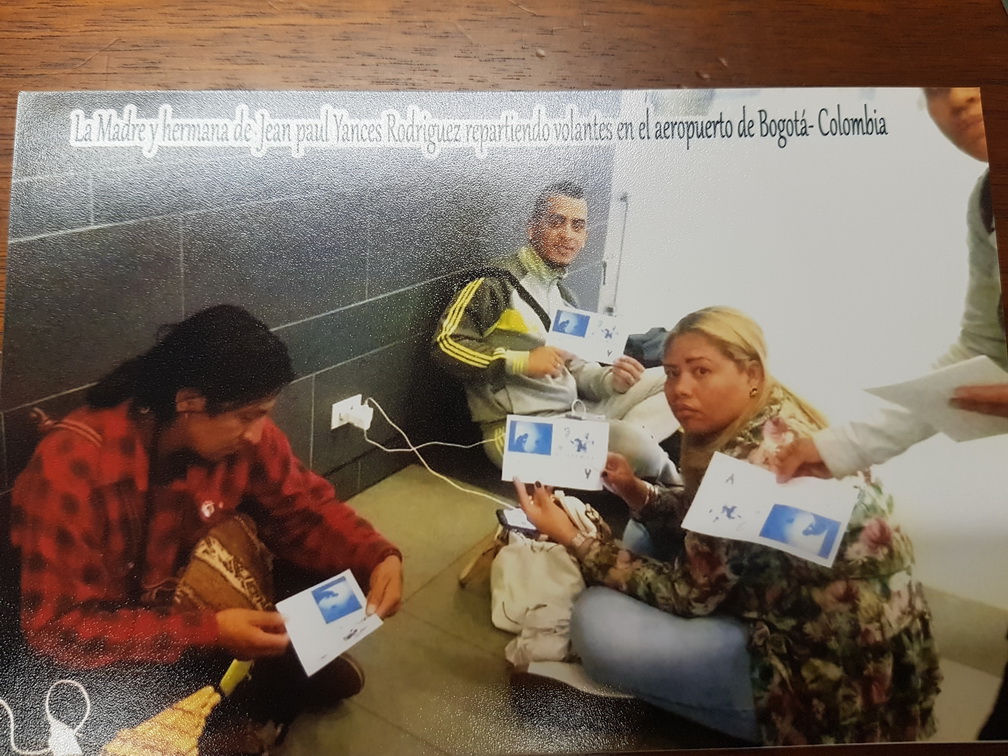 La Madre y hermana de Jean paul Yances Rodriguez repartiendo volantes en el aeropuerto de Bogotá- Colombia